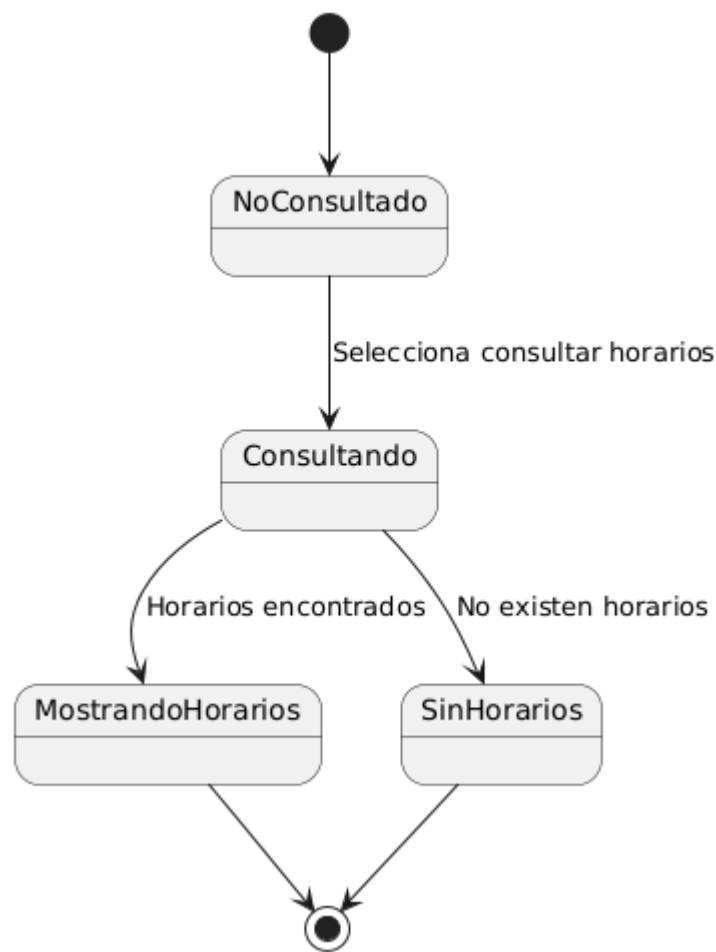 NoConsultado
Selecciona consultar horarios
Consultando
Horarios encontrados
No existen horarios
MostrandoHorarios
SinHorarios